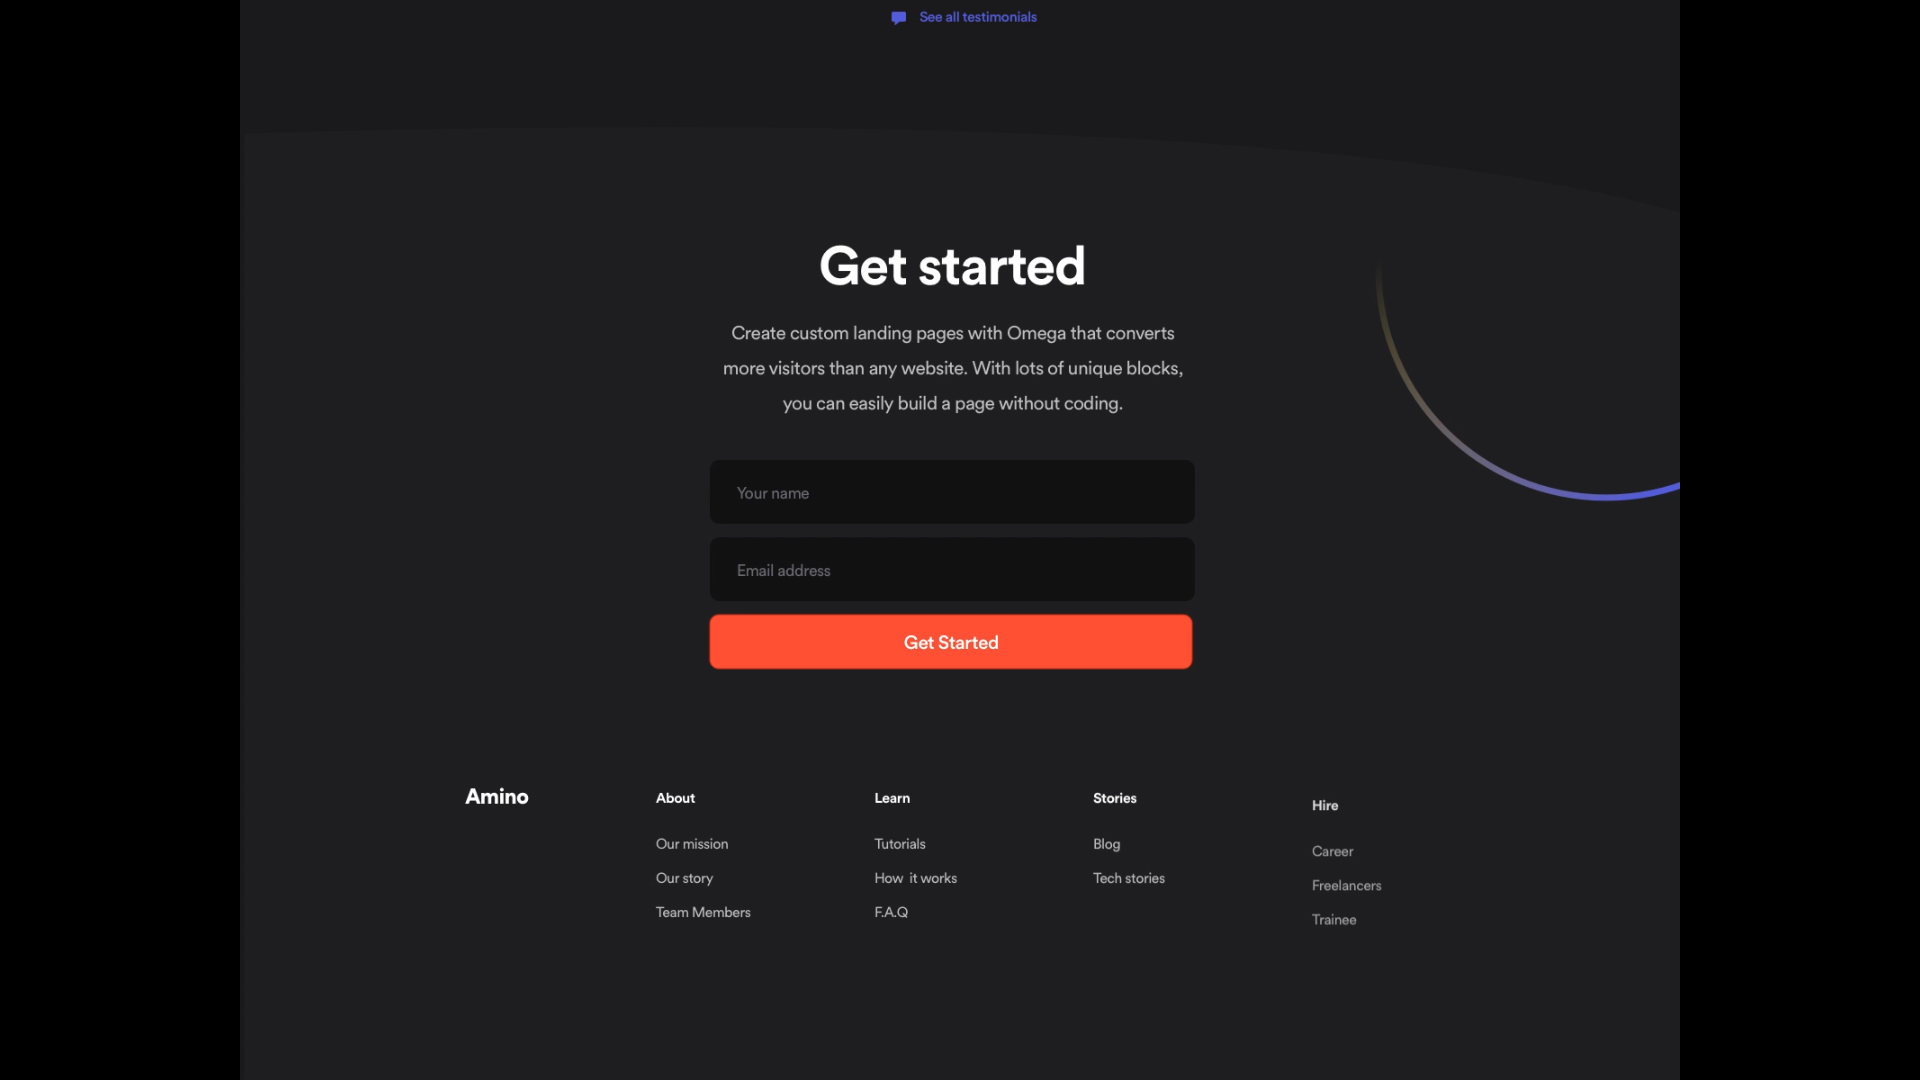 See all testimonials
Get started
Create custom landing pages with Omega that converts
more visitors than any website. With lots of unique blocks,
you can easily build a page without coding.
Your name
Email address
Get Started
Amino
About
Our mission
Our story
Team Members
Learn
Tutorials
How it works
F.A.Q
Stories
Blog
Tech stories
Hire
Career
Freelancers
Trainee